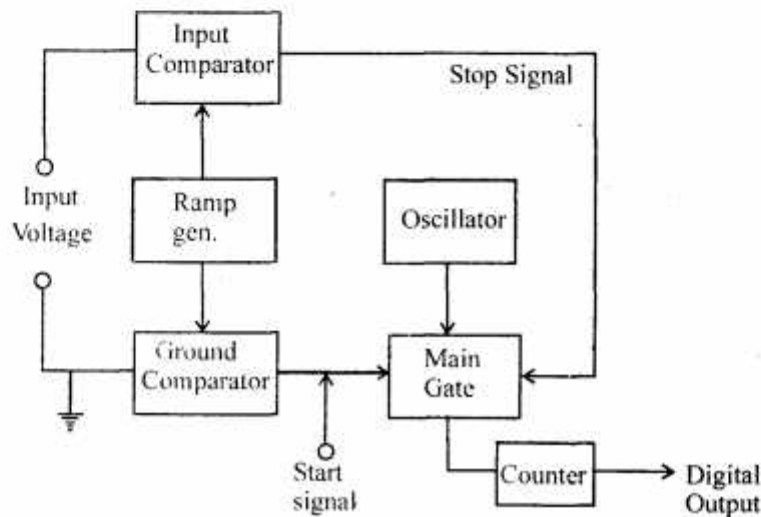 Input
Comparator
Stop Signal
Input
Voltage
Ramp
gen.
Oscillator
Ground
Comparator
Main
Gate
Start
signal
Counter
Digital
Output